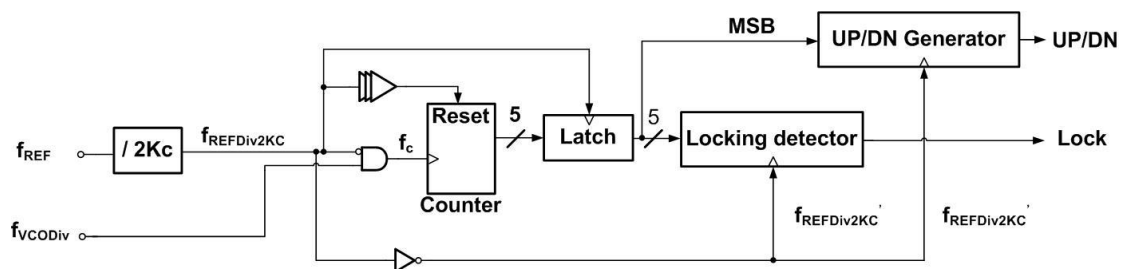 MSB
UP/DN Generator
UP/DN
Reset
5
5
f_REF
/ 2Kc
f_REFDiv2KC
f_c
Latch
Locking detector
Lock
Counter
f_VCODiv
f_REFDiv2KC'
f_REFDiv2KC'